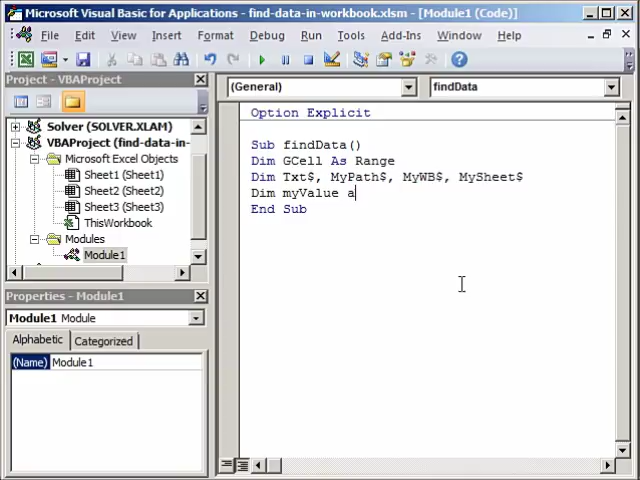 Microsoft Visual Basic for Applications - find-data-in-workbook.xlsm - [Module1 (Code)]
File Edit View Insert Format Debug Run Tools Add-Ins Window Help
Project - VBAProject
Solver (SOLVER.XLAM)
VBAProject (find-data-in-
Microsoft Excel Objects
Sheet1 (Sheet1)
Sheet2 (Sheet2)
Sheet3 (Sheet3)
ThisWorkbook
Modules
Module1
Properties - Module1
Module1 Module
Alphabetic Categorized
(Name) Module1
(General) findData
Option Explicit
Sub findData()
Dim GCell As Range
Dim Txt$, MyPath$, MyWB$, MySheet$
Dim myValue a
End Sub